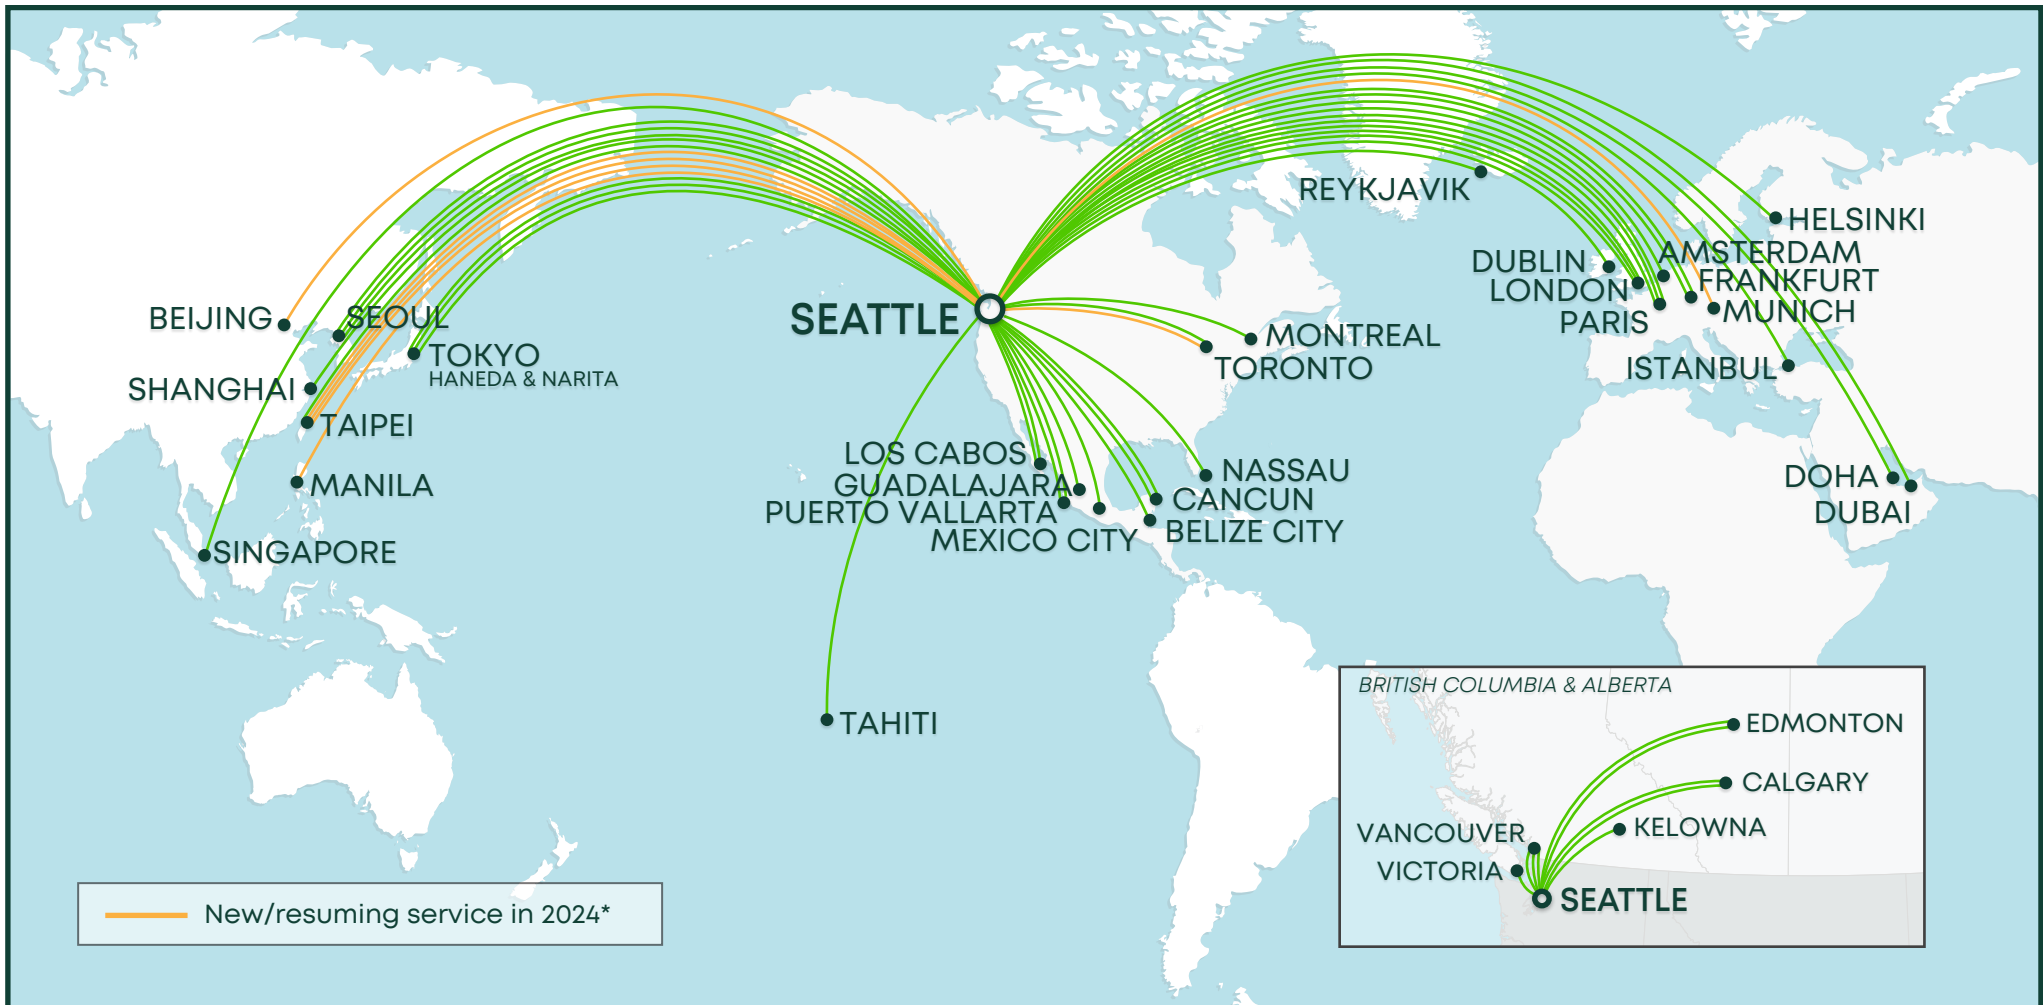 REYKJAVIK
HELSINKI
AMSTERDAM
DUBLIN
FRANKFURT
LONDON
MUNICH
PARIS
ISTANBUL
BEIJING
SEOUL
SEATTLE
TOKYO
HANEDA & NARITA
MONTREAL
TORONTO
SHANGHAI
TAIPEI
MANILA
SINGAPORE
LOS CABOS
GUADALAJARA
PUERTO VALLARTA
MEXICO CITY
NASSAU
CANCUN
BELIZE CITY
DOHA
DUBAI
TAHITI
BRITISH COLUMBIA & ALBERTA
EDMONTON
CALGARY
KELOWNA
VANCOUVER
VICTORIA
SEATTLE
New/resuming service in 2024*